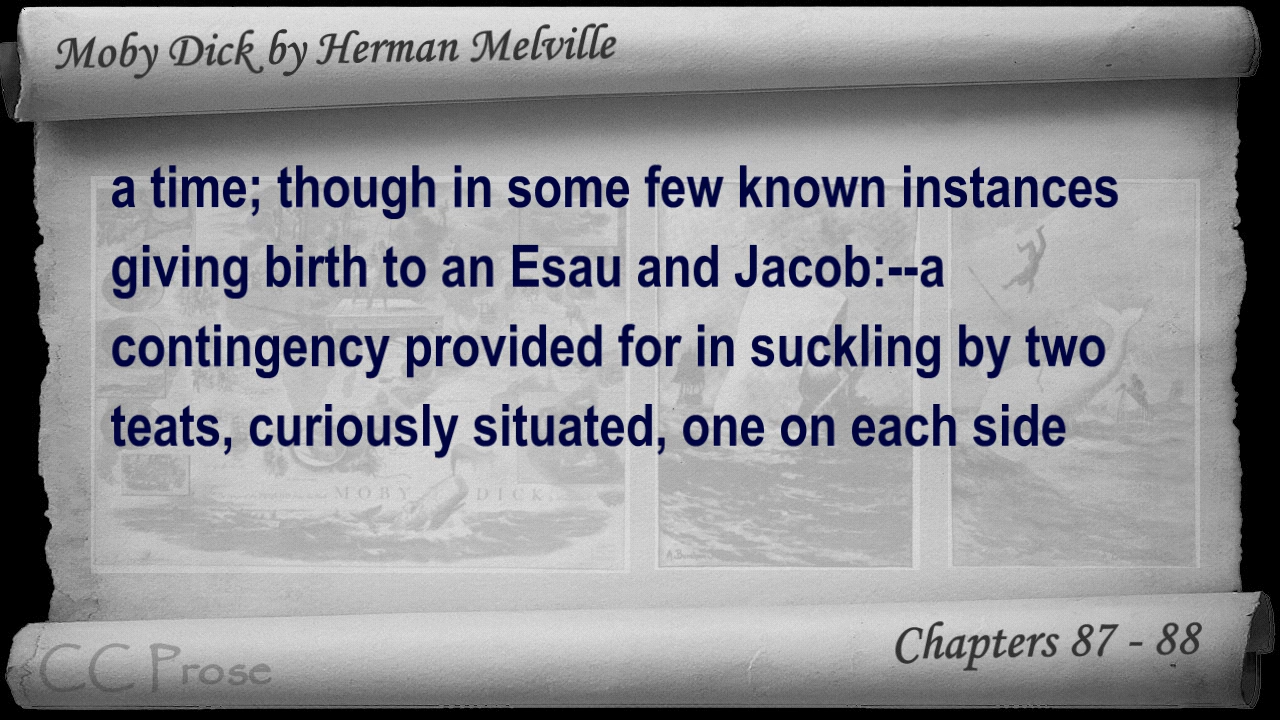 Moby Dick by Herman Melville
a time; though in some few known instances
giving birth to an Esau and Jacob:--a
contingency provided for in suckling by two
teats, curiously situated, one on each side
MOBY DICK
Chapters 87 - 88
CC Prose